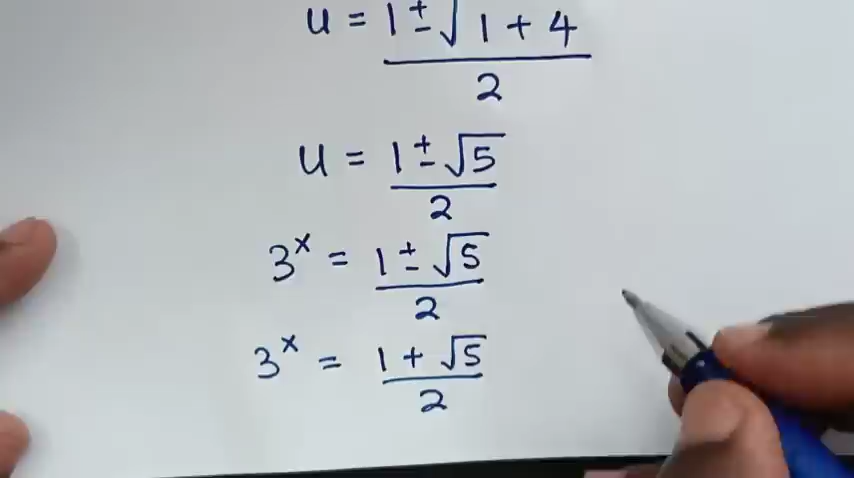 u = (1 ± √(1 + 4)) / 2
u = (1 ± √5) / 2
3^x = (1 ± √5) / 2
3^x = (1 + √5) / 2